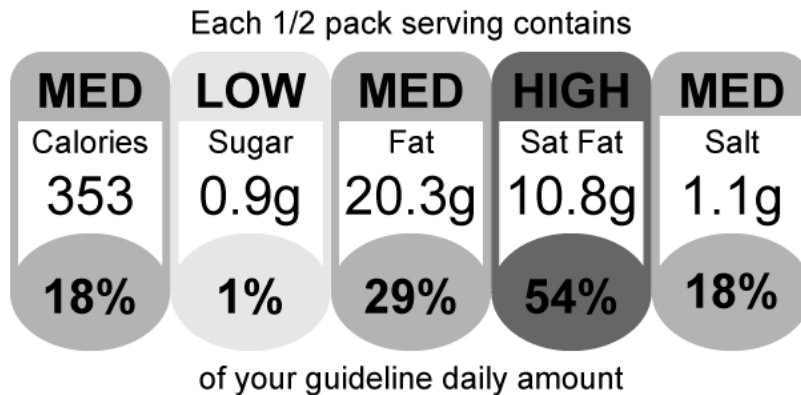 Each 1/2 pack serving contains
MED LOW MED HIGH MED
Calories Sugar Fat Sat Fat Salt
353 0.9g 20.3g 10.8g 1.1g
18% 1% 29% 54% 18%
of your guideline daily amount